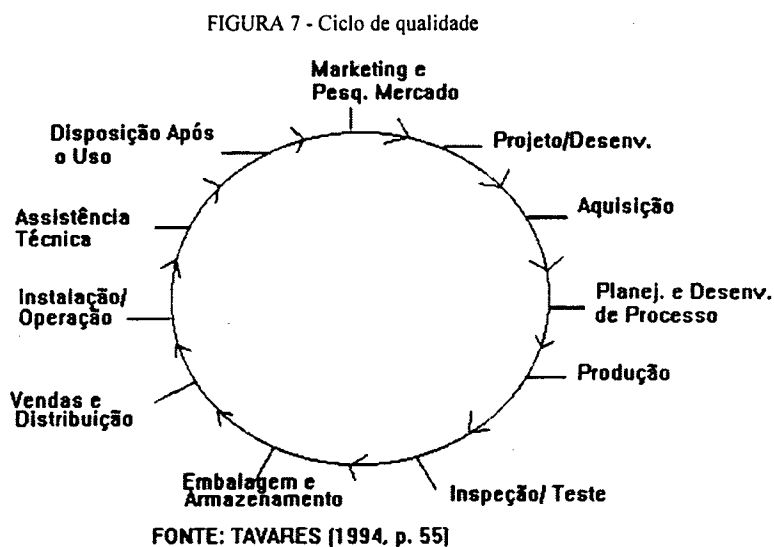 FIGURA 7 - Ciclo de qualidade
Marketing e
Pesq. Mercado
Projeto/Desenv.
Aquisição
Planej. e Desenv.
de Processo
Produção
Inspeção/ Teste
Embalagem e
Armazenamento
Vendas e
Distribuição
Instalação/
Operação
Assistência
Técnica
Disposição Após
o Uso
FONTE: TAVARES (1994, p. 55)